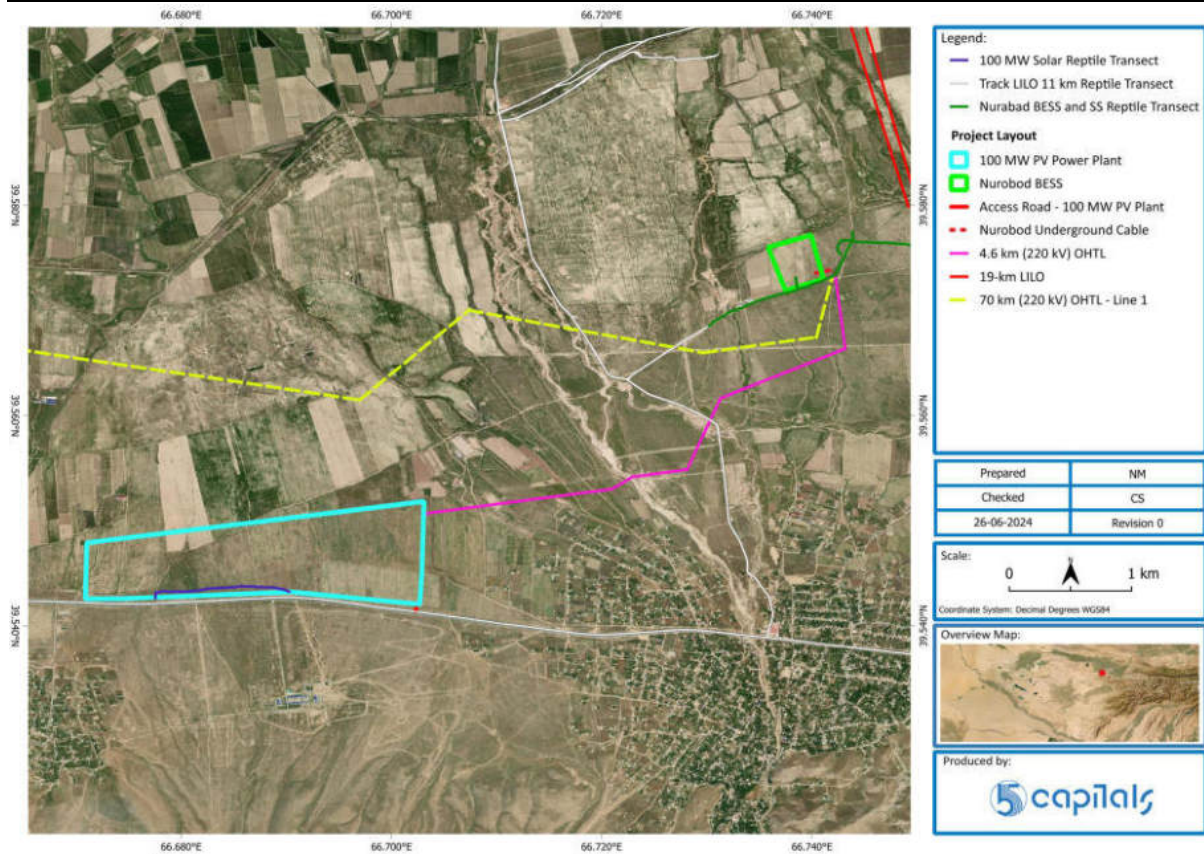 66.680°E 66.700°E 66.720°E 66.740°E
39.580°N 39.580°N
39.560°N 39.560°N
39.540°N 39.540°N
66.680°E 66.700°E 66.720°E 66.740°E
Legend:
100 MW Solar Reptile Transect
Track LILO 11 km Reptile Transect
Nurabad BESS and SS Reptile Transect
Project Layout
100 MW PV Power Plant
Nurobod BESS
Access Road - 100 MW PV Plant
Nurobod Underground Cable
4.6 km (220 kV) OHTL
19-km LILO
70 km (220 kV) OHTL - Line 1
Prepared NM
Checked CS
26-06-2024 Revision 0
Scale:
N
0 1 km
Coordinate System: Decimal Degrees WGS84
Overview Map:
Produced by:
5 capitals